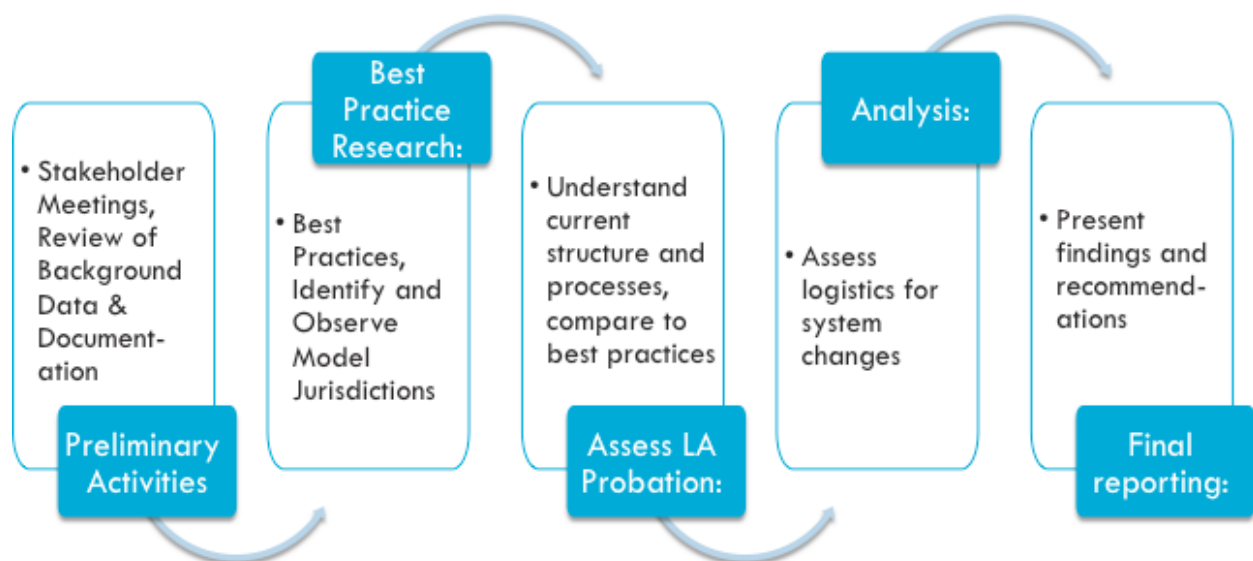 • Stakeholder
Meetings,
Review of
Background
Data &
Document-
ation
Preliminary
Activities
Best
Practice
Research:
• Best
Practices,
Identify and
Observe
Model
Jurisdictions
• Understand
current
structure and
processes,
compare to
best practices
Assess LA
Probation:
Analysis:
• Assess
logistics for
system
changes
• Present
findings and
recommend-
ations
Final
reporting: